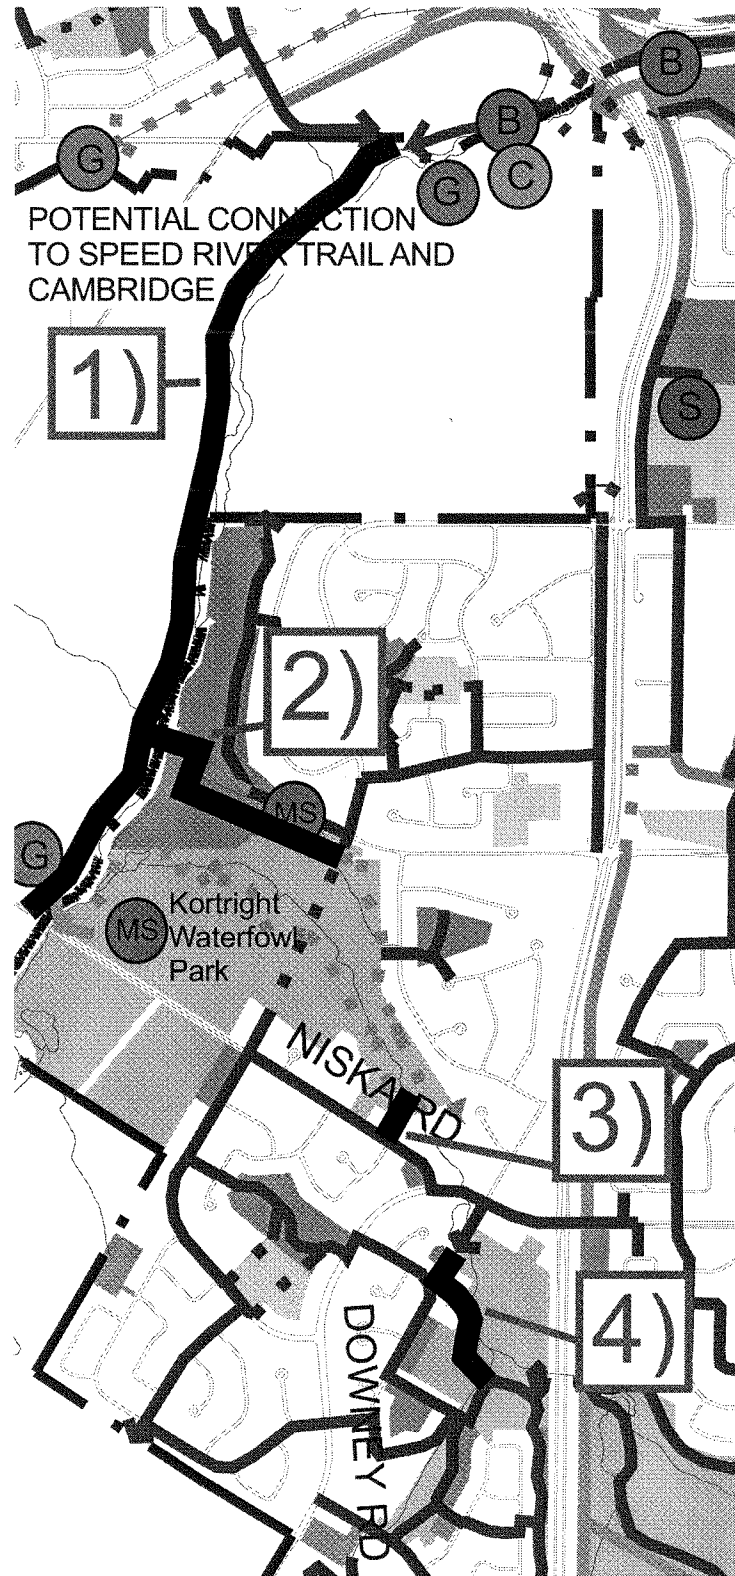 B
B
G
C
G
POTENTIAL CONNECTION
TO SPEED RIVER TRAIL AND
CAMBRIDGE
1)
S
2)
MS
G
MS
Kortright
Waterfowl
Park
NISKA RD
3)
4)
DOWNEY RD